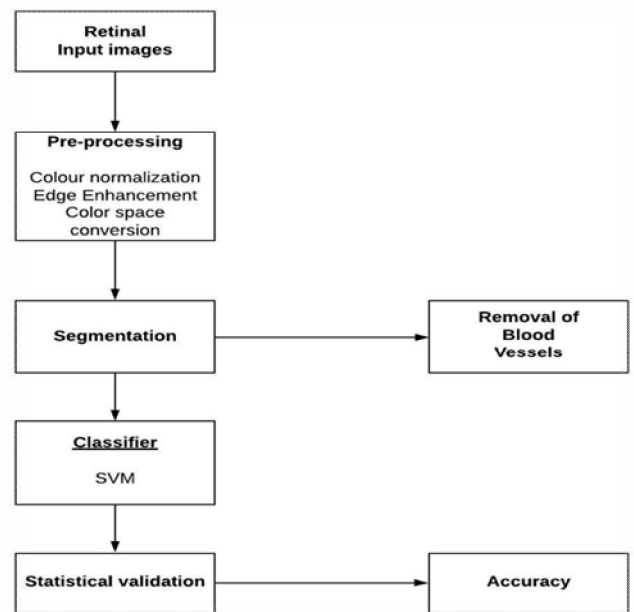 Retinal
Input images
Pre-processing
Colour normalization
Edge Enhancement
Color space
conversion
Segmentation
Removal of
Blood
Vessels
Classifier
SVM
Statistical validation
Accuracy